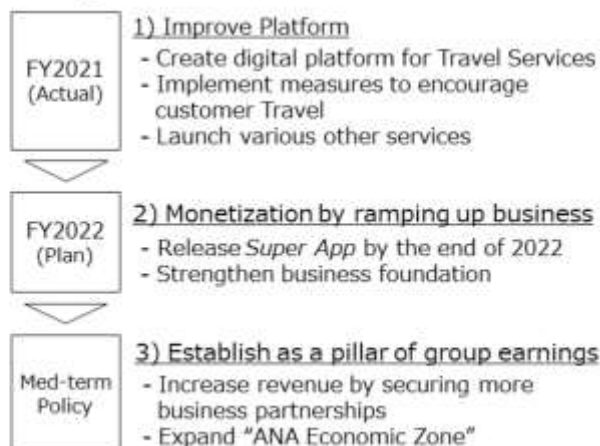 FY2021
(Actual)
1) Improve Platform
- Create digital platform for Travel Services
- Implement measures to encourage
customer Travel
- Launch various other services
FY2022
(Plan)
2) Monetization by ramping up business
- Release Super App by the end of 2022
- Strengthen business foundation
Med-term
Policy
3) Establish as a pillar of group earnings
- Increase revenue by securing more
business partnerships
- Expand “ANA Economic Zone”